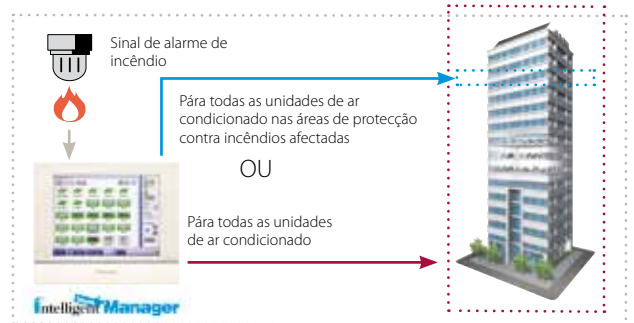 Sinal de alarme de
incêndio
Pára todas as unidades de ar
condicionado nas áreas de protecção
contra incêndios afectadas
OU
Pára todas as unidades
de ar condicionado
intelligent Manager